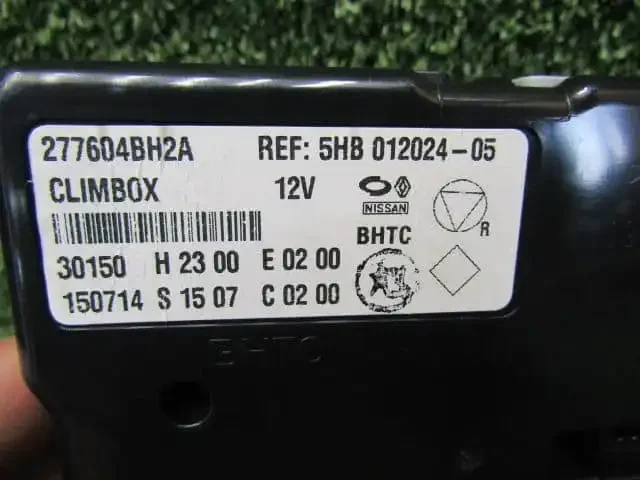 277604BH2A REF: 5HB 012024-05
CLIMBOX 12V
NISSAN
R
BHTC
30150 H 23 00 E 02 00
150714 S 15 07 C 02 00
BHTC